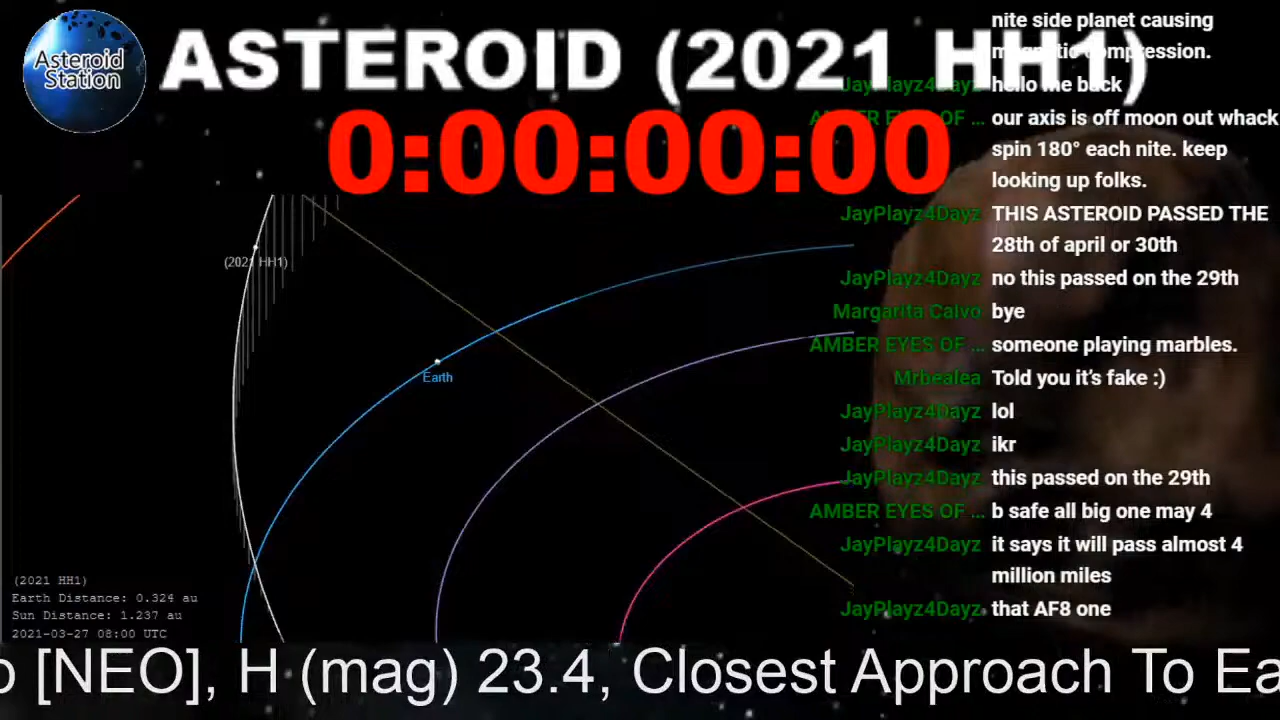 Asteroid
Station
ASTEROID (2021 HH1)
0:00:00:00
nite side planet causing
magnetic compression.
JayPlayz4Dayz hello me back
AMBER EYES OF ... our axis is off moon out whack
spin 180° each nite. keep
looking up folks.
JayPlayz4Dayz THIS ASTEROID PASSED THE
28th of april or 30th
JayPlayz4Dayz no this passed on the 29th
Margarita Calvo bye
AMBER EYES OF ... someone playing marbles.
Mrbealea Told you it's fake :)
JayPlayz4Dayz lol
JayPlayz4Dayz ikr
JayPlayz4Dayz this passed on the 29th
AMBER EYES OF ... b safe all big one may 4
JayPlayz4Dayz it says it will pass almost 4
million miles
JayPlayz4Dayz that AF8 one
(2021 HH1)
Earth
(2021 HH1)
Earth Distance: 0.324 au
Sun Distance: 1.237 au
2021-03-27 08:00 UTC
o [NEO], H (mag) 23.4, Closest Approach To Ea